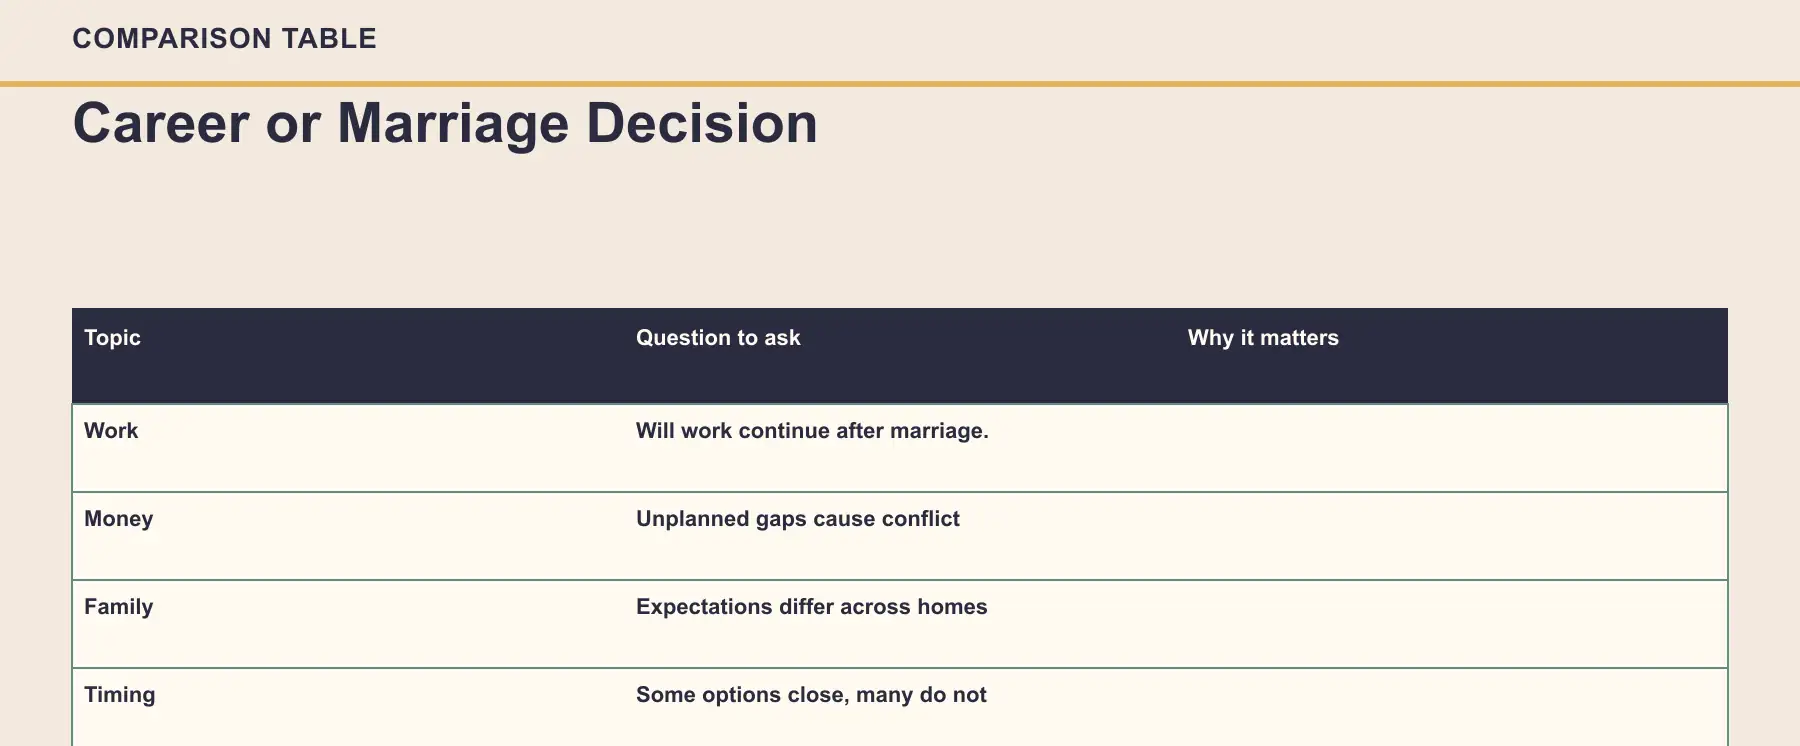 COMPARISON TABLE
Career or Marriage Decision
Topic Question to ask Why it matters
Work Will work continue after marriage.
Money Unplanned gaps cause conflict
Family Expectations differ across homes
Timing Some options close, many do not